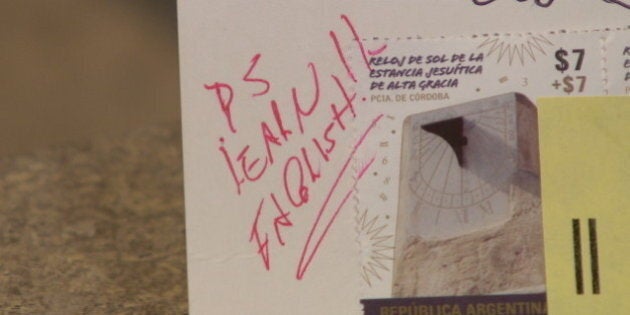 PS
LEARN
ENGLISH!!
RELOJ DE SOL DE LA
ESTANCIA JESUÍTICA
DE ALTA GRACIA
PCIA. DE CÓRDOBA
$7
+$7
REPÚBLICA ARGENTINA